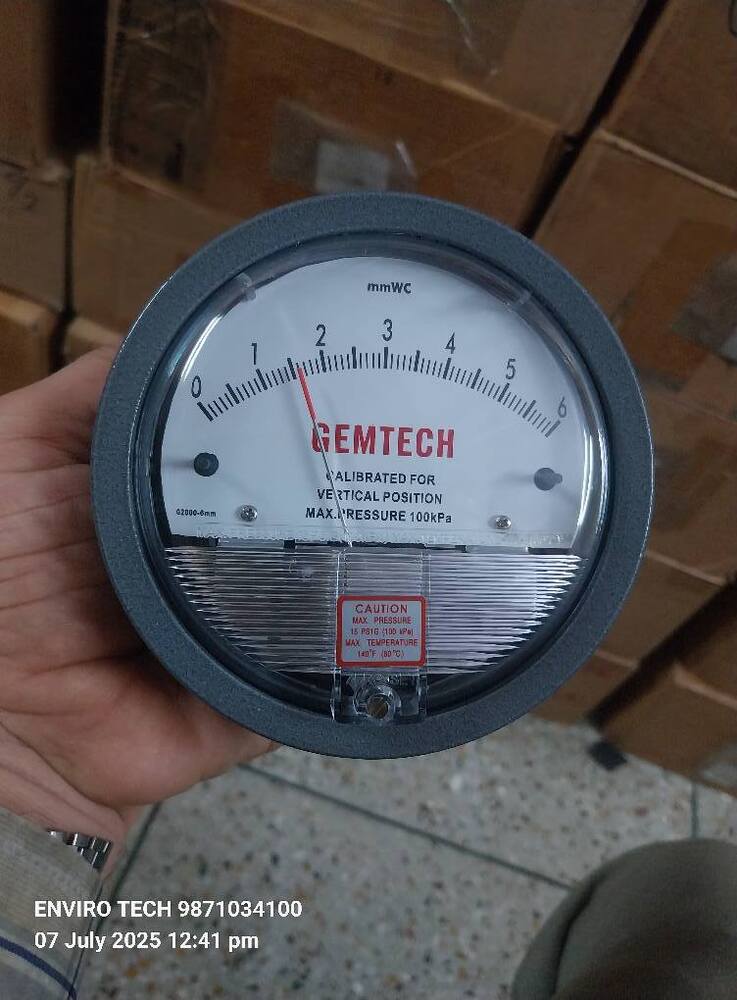 mmWC
0 1 2 3 4 5 6
GEMTECH
CALIBRATED FOR
VERTICAL POSITION
G2000-6mm
MAX.PRESSURE 100kPa
CAUTION
MAX. PRESSURE
15 PSIG (100 kPa)
MAX. TEMPERATURE
140°F (60°C)
ENVIRO TECH 9871034100
07 July 2025 12:41 pm